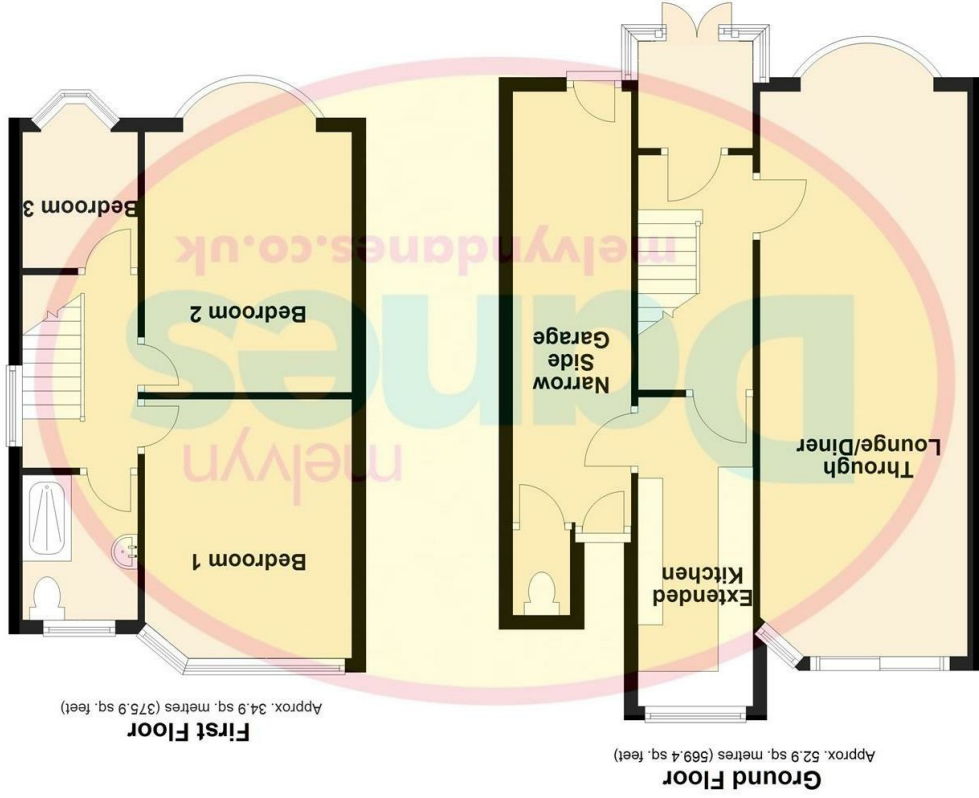 Ground Floor
Approx. 52.9 sq. metres (569.4 sq. feet)
Extended
Kitchen
Through
Lounge/Diner
Narrow
Side
Garage
First Floor
Approx. 34.9 sq. metres (375.9 sq. feet)
Bedroom 1
Bedroom 2
Bedroom 3
melvyn
Danes
melvyndanes.co.uk